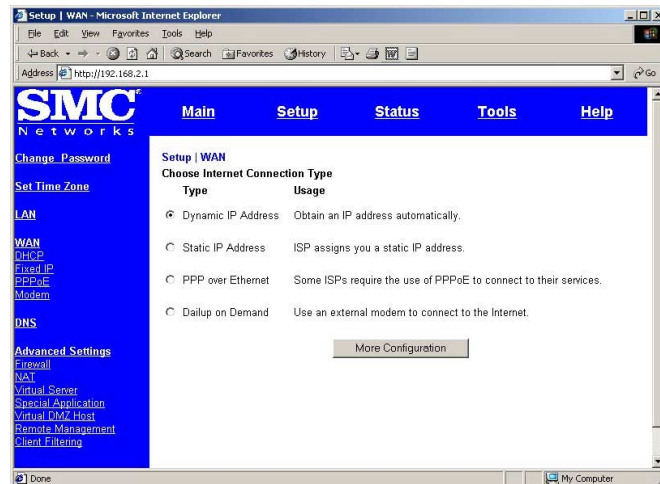 Setup | WAN - Microsoft Internet Explorer
File Edit View Favorites Tools Help
Back Search Favorites History
Address http://192.168.2.1 Go
SMC®
Networks
Main Setup Status Tools Help
Change Password
Set Time Zone
LAN
WAN
DHCP
Fixed IP
PPPoE
Modem
DNS
Advanced Settings
Firewall
NAT
Virtual Server
Special Application
Virtual DMZ Host
Remote Management
Client Filtering
Setup | WAN
Choose Internet Connection Type
Type Usage
Dynamic IP Address Obtain an IP address automatically.
Static IP Address ISP assigns you a static IP address.
PPP over Ethernet Some ISPs require the use of PPPoE to connect to their services.
Dailup on Demand Use an external modem to connect to the Internet.
More Configuration
Done My Computer